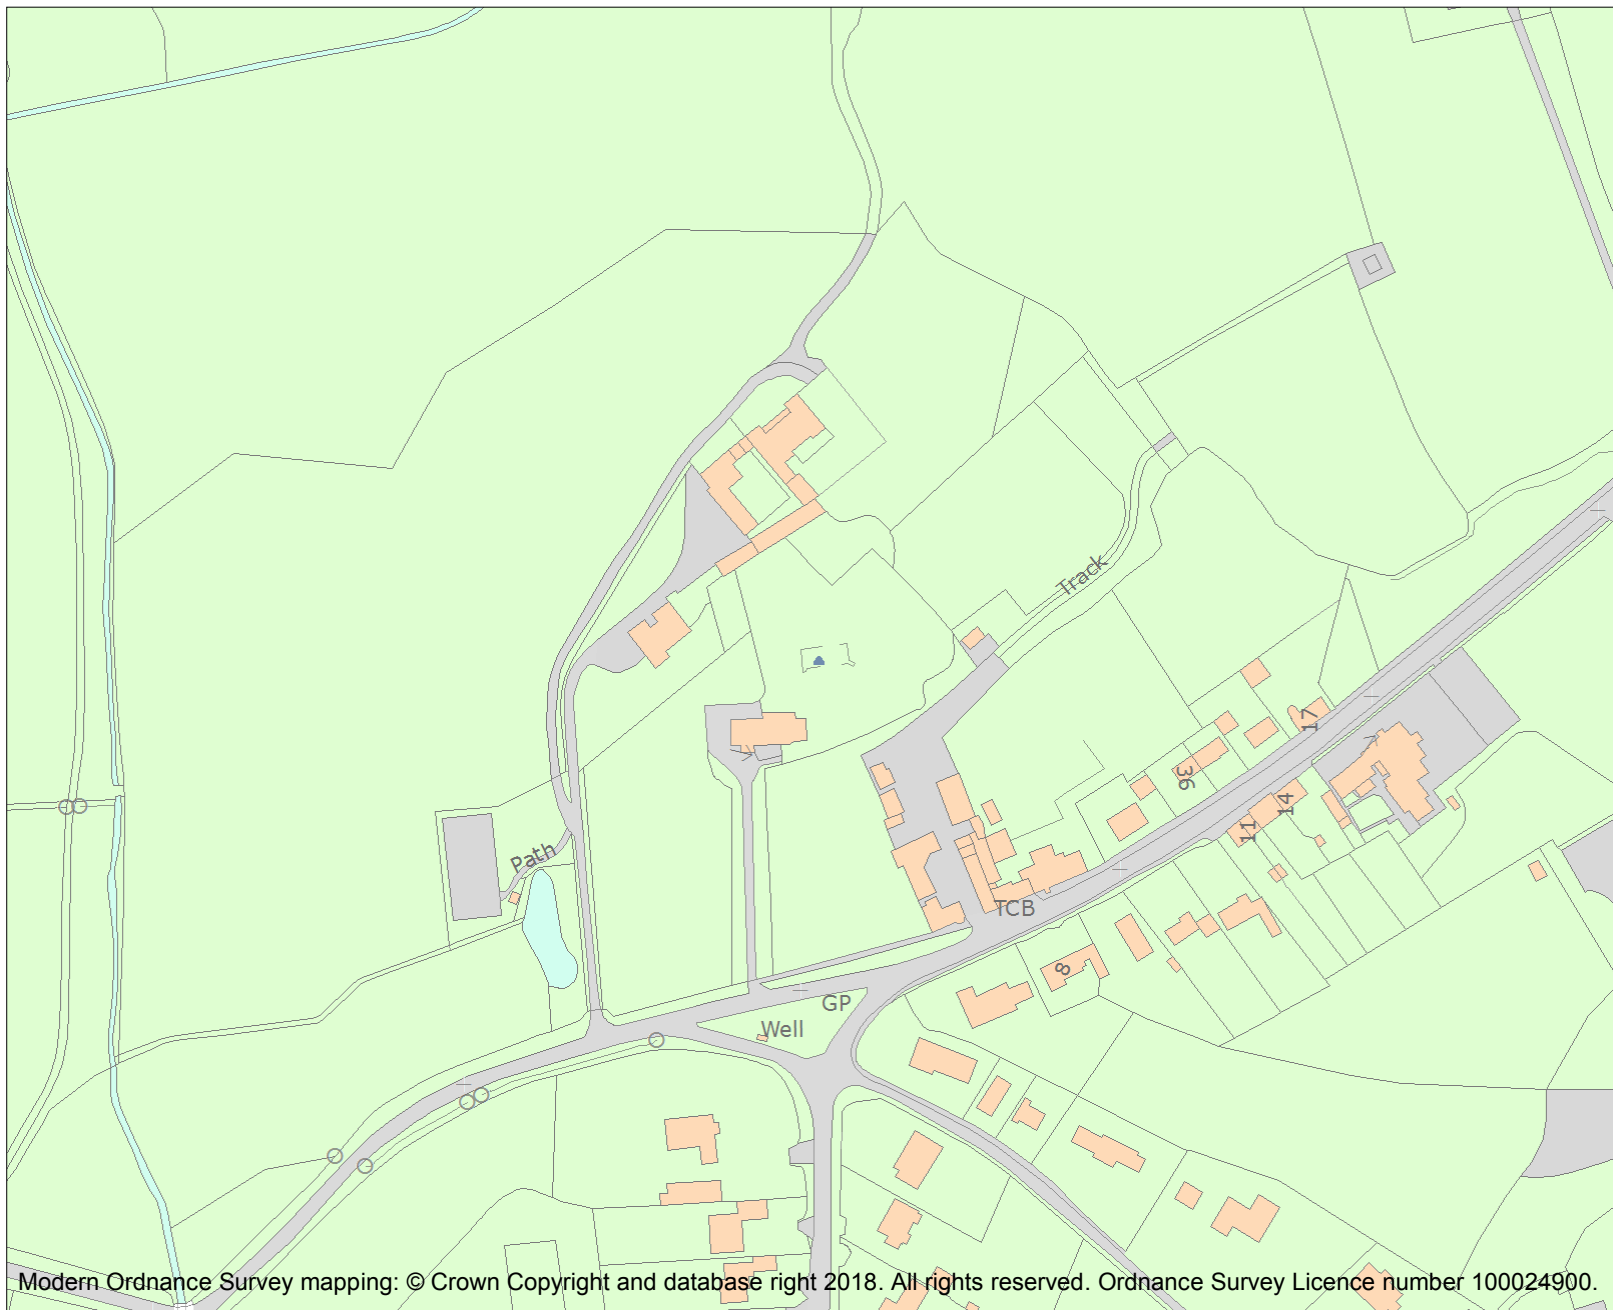 Track
17
36
14
11
Path
TCB
8
GP
Well
Modern Ordnance Survey mapping: © Crown Copyright and database right 2018. All rights reserved. Ordnance Survey Licence number 100024900.